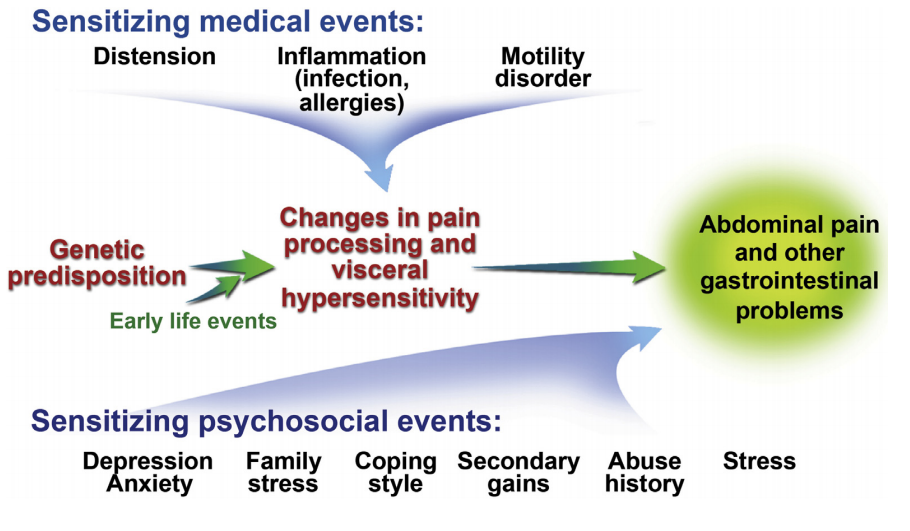 Sensitizing medical events:
Distension
Inflammation
(infection,
allergies)
Motility
disorder
Genetic
predisposition
Early life events
Changes in pain
processing and
visceral
hypersensitivity
Abdominal pain
and other
gastrointestinal
problems
Sensitizing psychosocial events:
Depression
Anxiety
Family
stress
Coping
style
Secondary
gains
Abuse
history
Stress